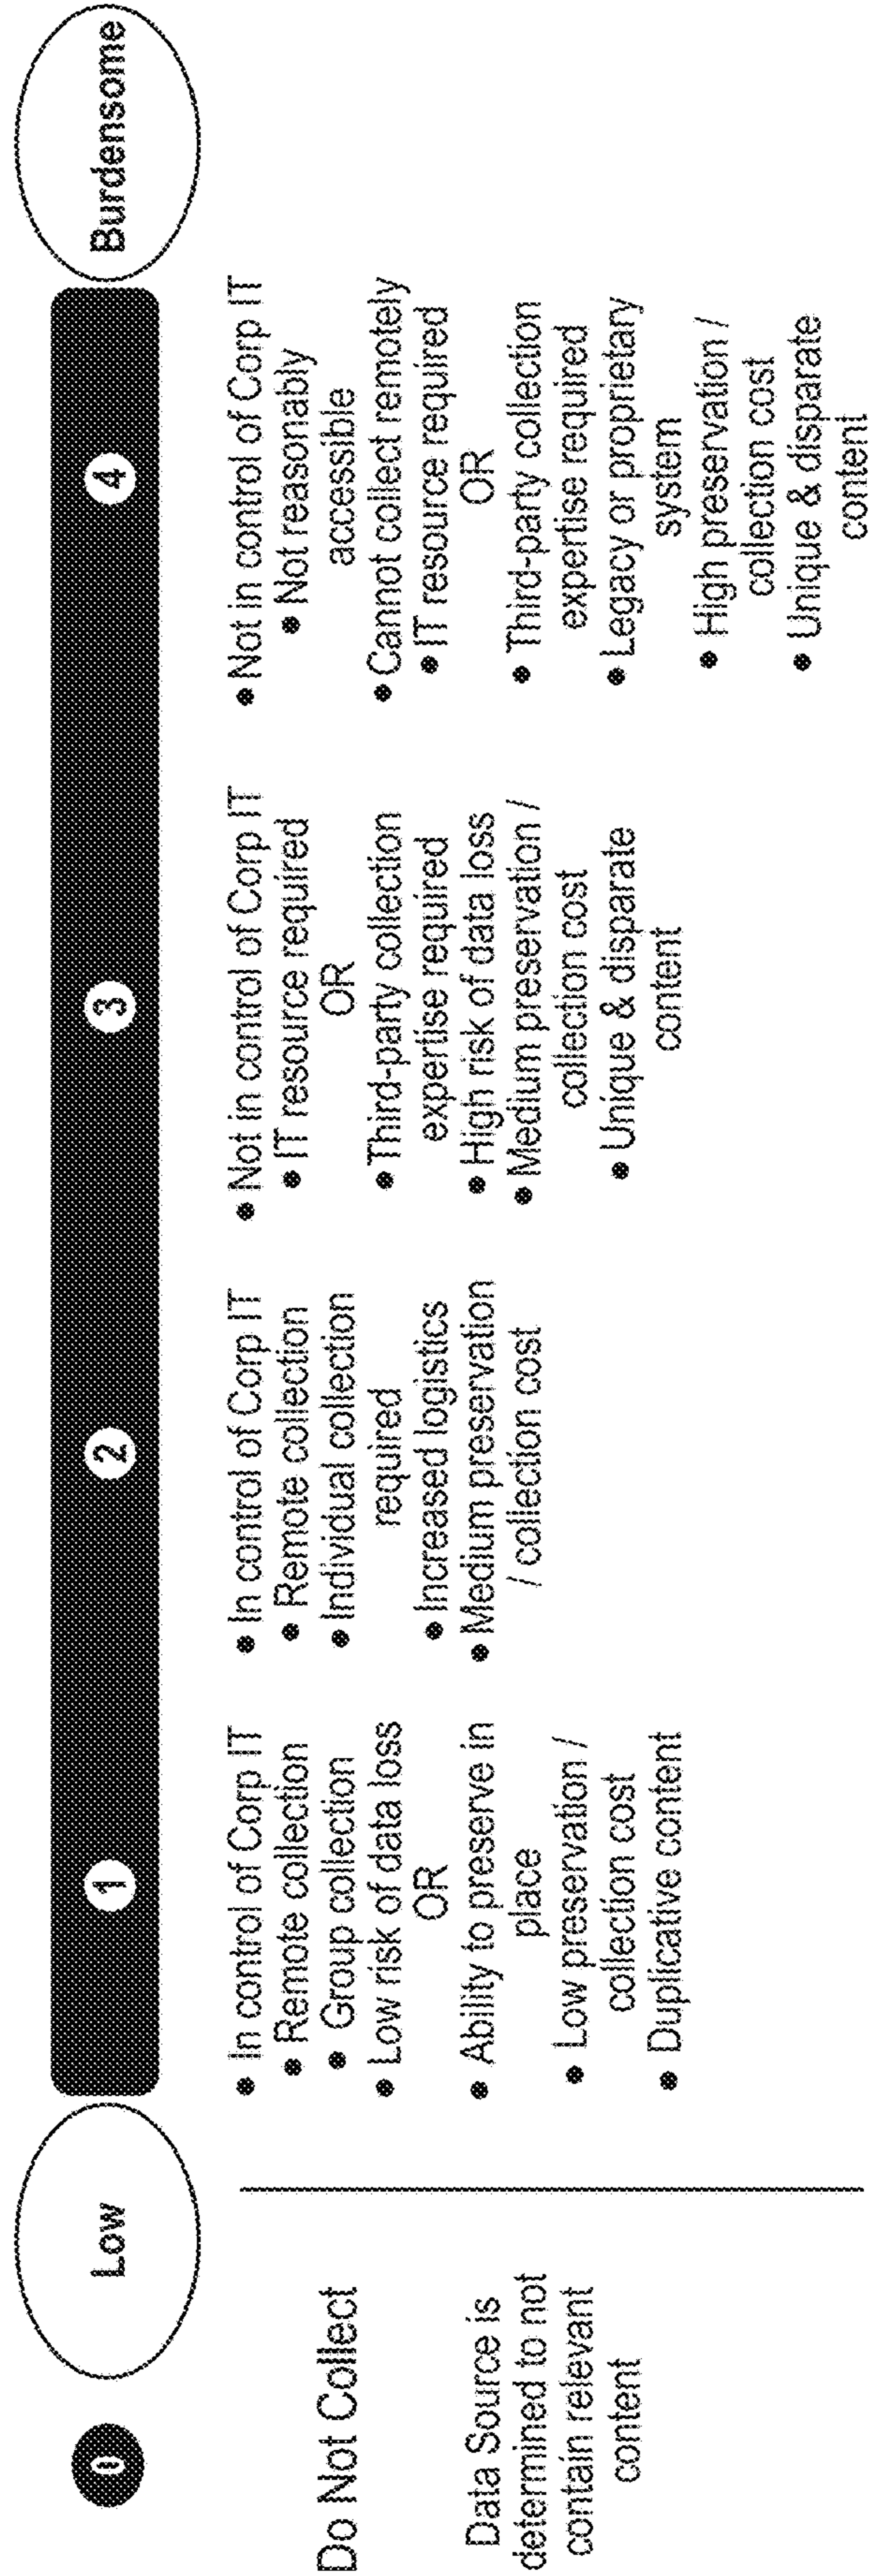 0
Low
1
2
3
4
Burdensome
Do Not Collect
Data Source is
determined to not
contain relevant
content
• In control of Corp IT
• Remote collection
• Group collection
• Low risk of data loss
OR
• Ability to preserve in
place
• Low preservation /
collection cost
• Duplicative content
• In control of Corp IT
• Remote collection
• Individual collection
required
• Increased logistics
• Medium preservation
/ collection cost
• Not in control of Corp IT
• IT resource required
OR
• Third-party collection
expertise required
• High risk of data loss
• Medium preservation /
collection cost
• Unique & disparate
content
• Not in control of Corp IT
• Not reasonably
accessible
• Cannot collect remotely
• IT resource required
OR
• Third-party collection
expertise required
• Legacy or proprietary
system
• High preservation /
collection cost
• Unique & disparate
content